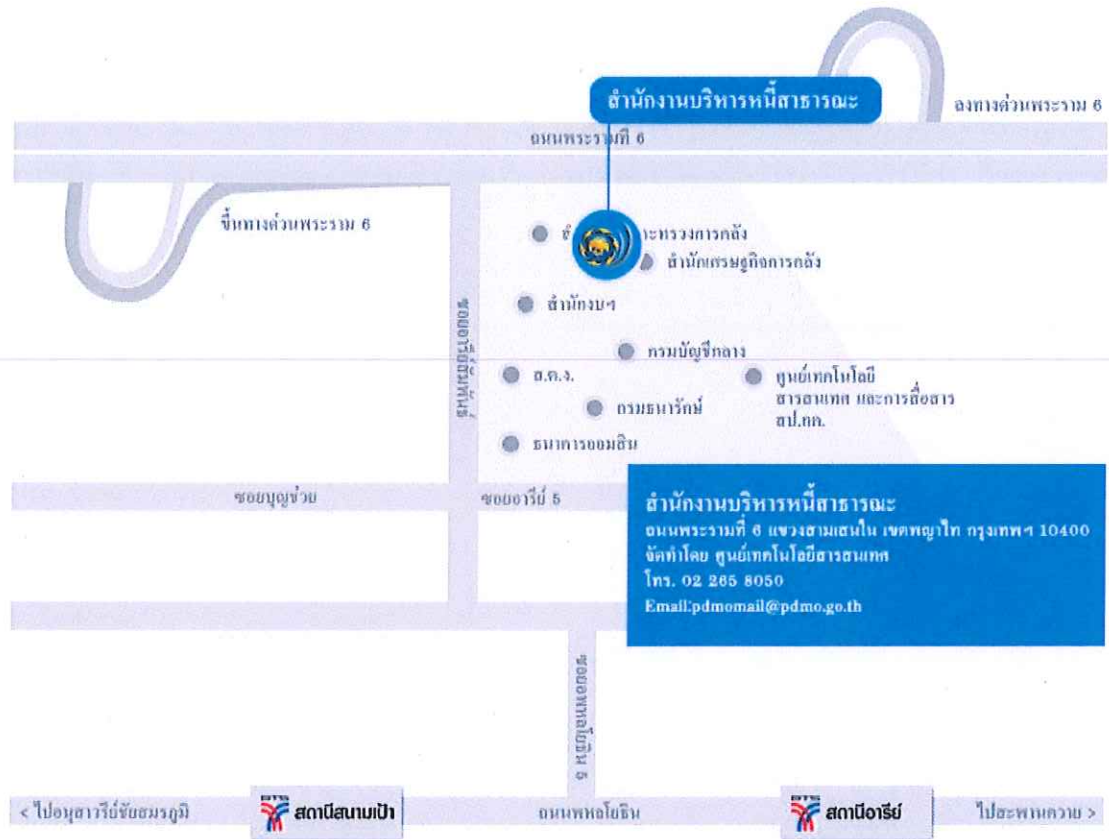 สำนักงานบริหารหนี้สาธารณะ
ลงทางด่วนพระราม 6
ถนนพระรามที่ 6
ขึ้นทางด่วนพระราม 6
สำนักเศรษฐกิจการคลัง
สำนักงบฯ
ซอยอารีย์สัมพันธ์
กรมบัญชีกลาง
ส.ต.ง.
ศูนย์เทคโนโลยี
สารสนเทศ และการสื่อสาร
สป.กค.
กรมธนารักษ์
ธนาคารออมสิน
ซอยบุญช่วย
ซอยอารีย์ 5
สำนักงานบริหารหนี้สาธารณะ
ถนนพระรามที่ 6 แขวงสามเสนใน เขตพญาไท กรุงเทพฯ 10400
จัดทำโดย ศูนย์เทคโนโลยีสารสนเทศ
โทร. 02 265 8050
Email:pdmomail@pdmo.go.th
ซอยพหลโยธิน 5
< ไปอนุสาวรีย์ชัยสมรภูมิ
BTS
สถานีสนามเป้า
ถนนพหลโยธิน
BTS
สถานีอารีย์
ไปสะพานควาย >